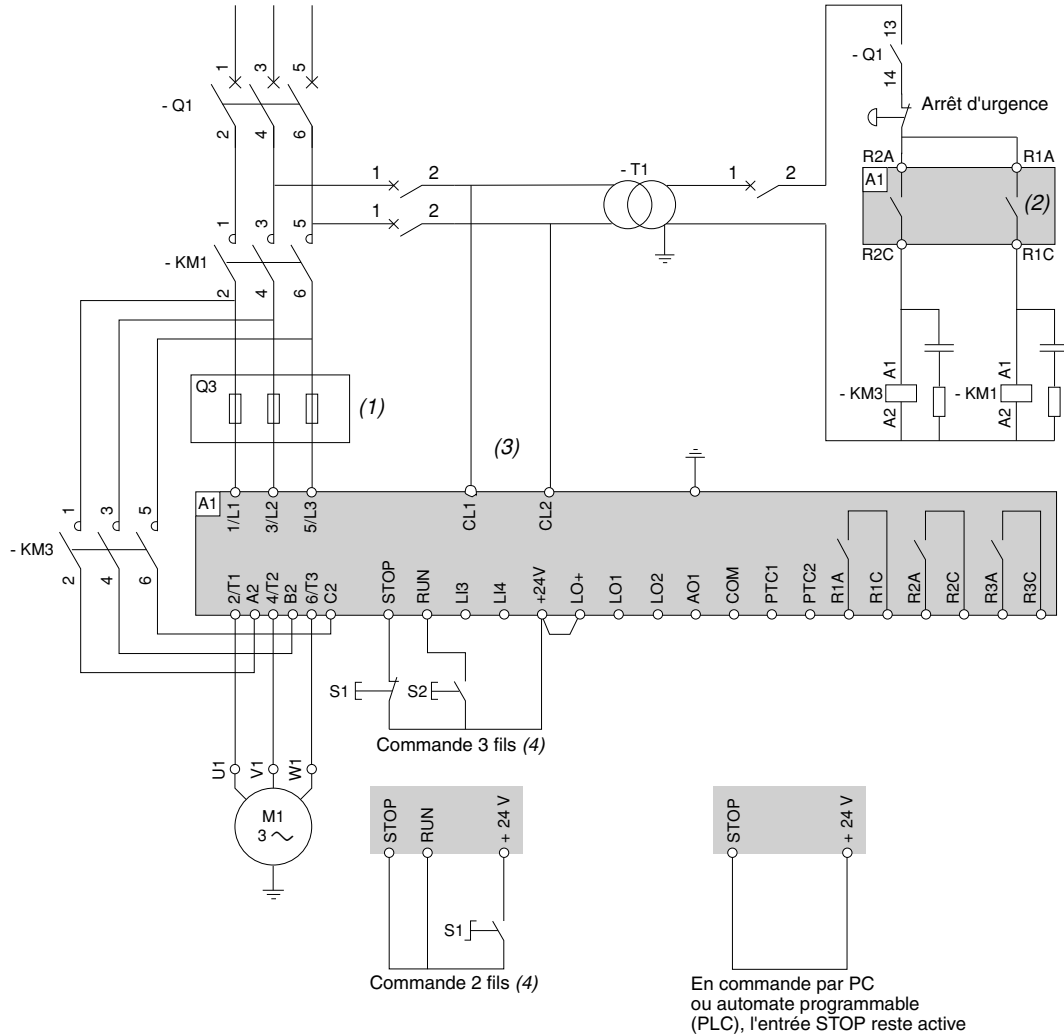 1 3 5
- Q1
2 4 6
13
- Q1
14
Arrêt d'urgence
1 2
1 2
- T1
1 2
R2A R1A
A1
(2)
R2C R1C
1 3 5
- KM1
2 4 6
Q3
(1)
(3)
A1 A1
- KM3 - KM1
A2 A2
A1
1/L1 3/L2 5/L3 CL1 CL2
1 3 5
- KM3
2 4 6
2/T1 A2 4/T2 B2 6/T3 C2 STOP RUN LI3 LI4 +24V LO+ LO1 LO2 AO1 COM PTC1 PTC2 R1A R1C R2A R2C R3A R3C
S1 S2
Commande 3 fils (4)
U1 V1 W1
M1
3
STOP RUN + 24 V
S1
Commande 2 fils (4)
STOP + 24 V
En commande par PC
ou automate programmable
(PLC), l'entrée STOP reste active